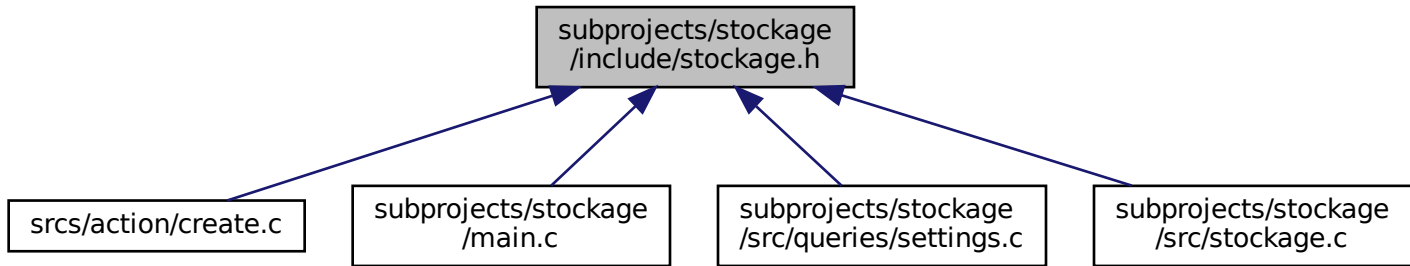 subprojects/stockage
/include/stockage.h
srcs/action/create.c
subprojects/stockage
/main.c
subprojects/stockage
/src/queries/settings.c
subprojects/stockage
/src/stockage.c